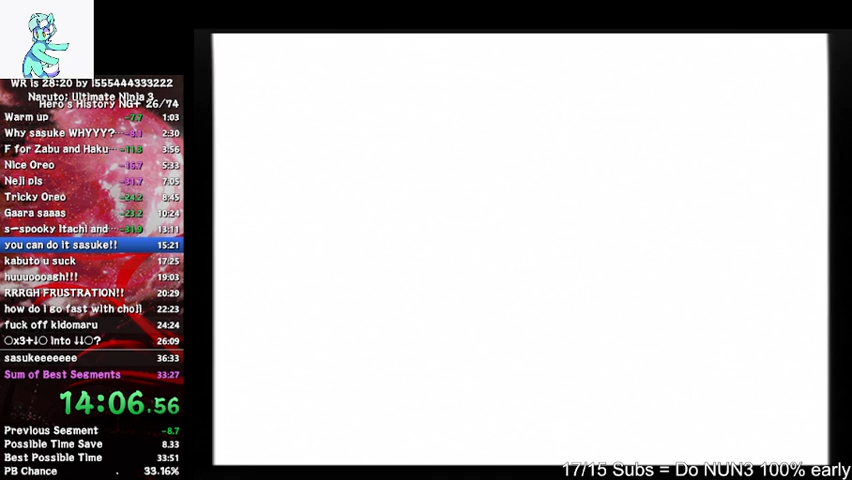 WR is 28:20 by i555444333222
Naruto: Ultimate Ninja 3
Hero's History NG+ 26/74
Warm up -7.7 1:03
Why sasuke WHYYY?… -8.1 2:30
F for Zabu and Haku… -11.3 3:56
Nice Oreo -16.7 5:33
Neji pls -31.7 7:05
Tricky Oreo -24.2 8:45
Gaara saaas -23.2 10:24
s-spooky Itachi and… -31.9 13:11
you can do it sasuke!! 15:21
kabuto u suck 17:25
huuuoooagh!!! 19:03
RRRGH FRUSTRATION!! 20:29
how do i go fast with choji 22:23
fuck off kidomaru 24:24
○x3+↓○ into ↓↓○? 26:09
sasukeeeeeee 36:33
Sum of Best Segments 33:27
14:06.56
Previous Segment -8.7
Possible Time Save 8.33
Best Possible Time 33:51
PB Chance . 33.16%
17/15 Subs = Do NUN3 100% early